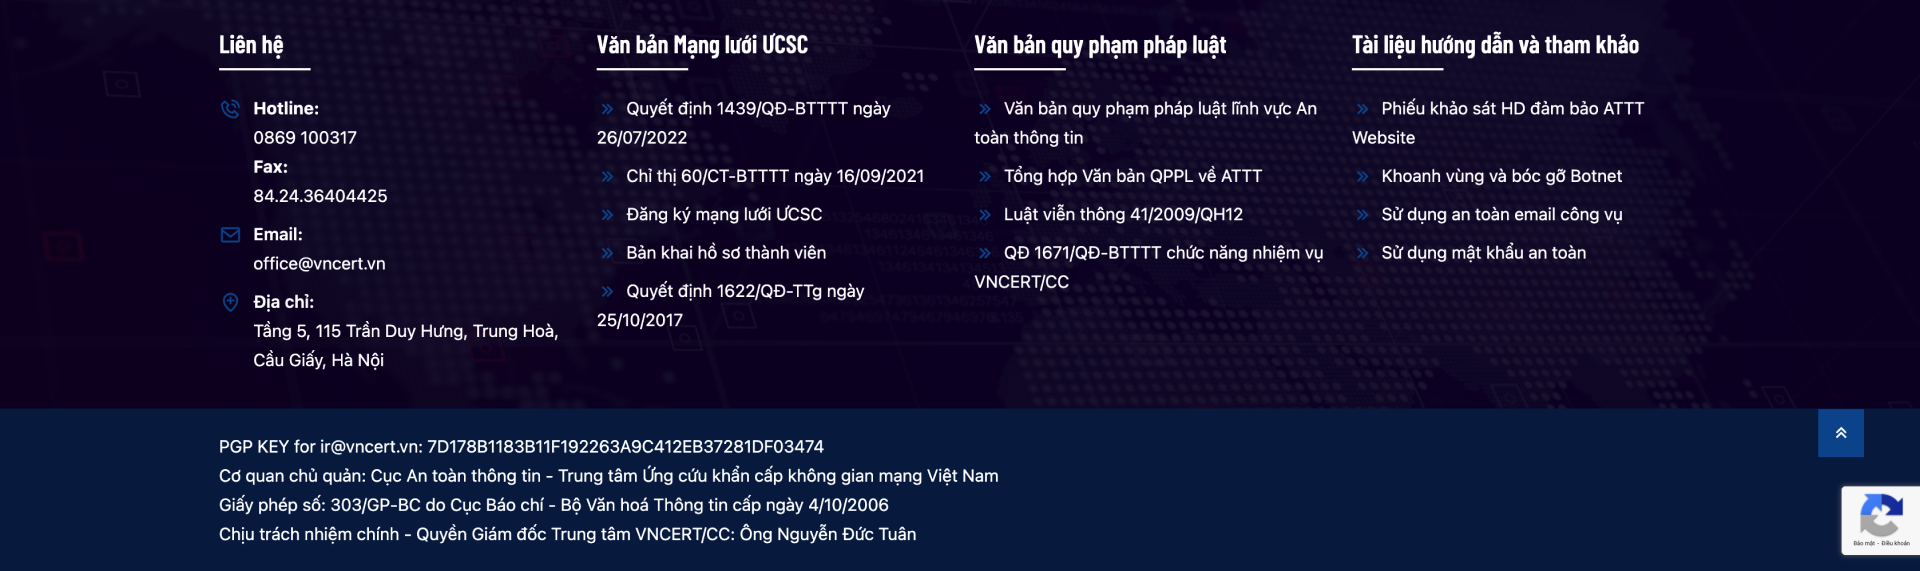 Liên hệ
Hotline:
0869 100317
Fax:
84.24.36404425
Email:
office@vncert.vn
Địa chỉ:
Tầng 5, 115 Trần Duy Hưng, Trung Hoà,
Cầu Giấy, Hà Nội
Văn bản Mạng lưới ƯCSC
Quyết định 1439/QĐ-BTTTT ngày
26/07/2022
Chỉ thị 60/CT-BTTTT ngày 16/09/2021
Đăng ký mạng lưới ƯCSC
Bản khai hồ sơ thành viên
Quyết định 1622/QĐ-TTg ngày
25/10/2017
Văn bản quy phạm pháp luật
Văn bản quy phạm pháp luật lĩnh vực An
toàn thông tin
Tổng hợp Văn bản QPPL về ATTT
Luật viễn thông 41/2009/QH12
QĐ 1671/QĐ-BTTTT chức năng nhiệm vụ
VNCERT/CC
Tài liệu hướng dẫn và tham khảo
Phiếu khảo sát HD đảm bảo ATTT
Website
Khoanh vùng và bóc gỡ Botnet
Sử dụng an toàn email công vụ
Sử dụng mật khẩu an toàn
PGP KEY for ir@vncert.vn: 7D178B1183B11F192263A9C412EB37281DF03474
Cơ quan chủ quản: Cục An toàn thông tin - Trung tâm Ứng cứu khẩn cấp không gian mạng Việt Nam
Giấy phép số: 303/GP-BC do Cục Báo chí - Bộ Văn hoá Thông tin cấp ngày 4/10/2006
Chịu trách nhiệm chính - Quyền Giám đốc Trung tâm VNCERT/CC: Ông Nguyễn Đức Tuân
Bảo mật - Điều khoản